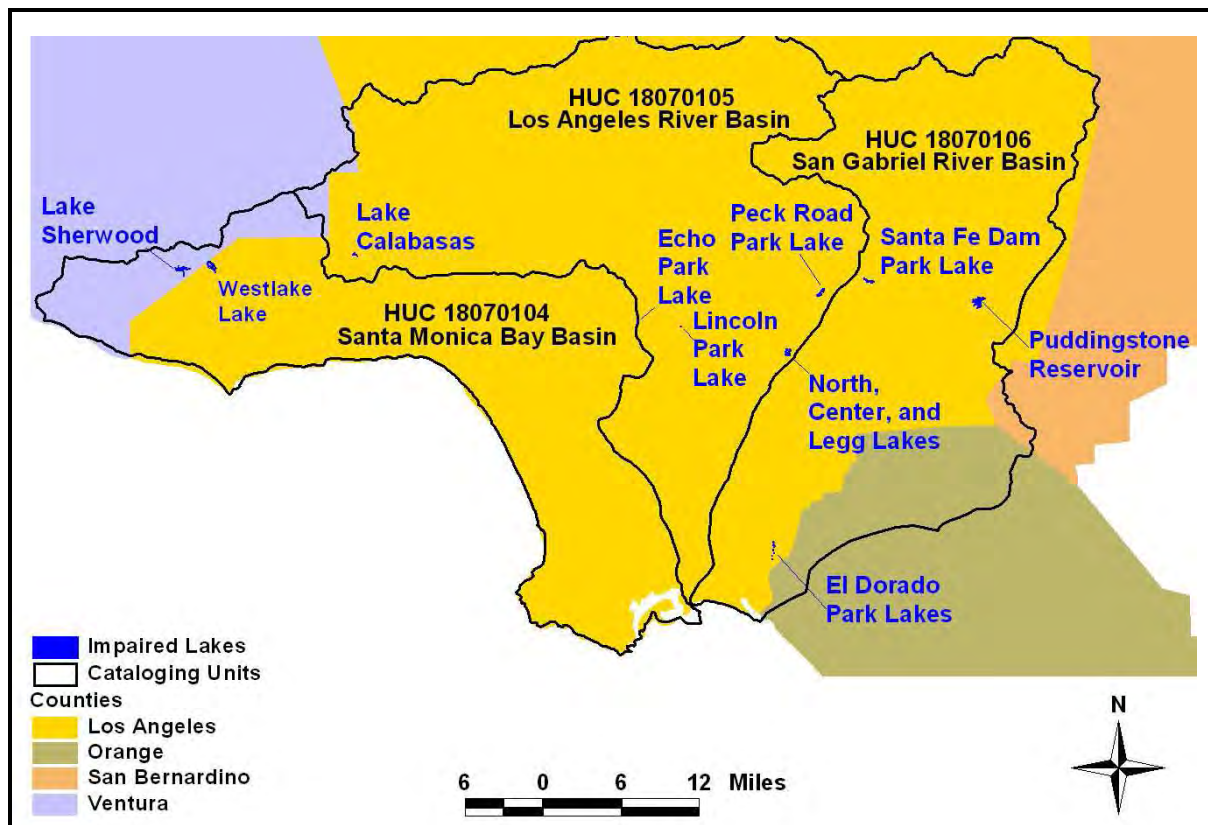 HUC 18070105
Los Angeles River Basin
HUC 18070106
San Gabriel River Basin
Lake
Sherwood
Westlake
Lake
Lake
Calabasas
HUC 18070104
Santa Monica Bay Basin
Echo
Park
Lake
Lincoln
Park
Lake
Peck Road
Park Lake
Santa Fe Dam
Park Lake
Puddingstone
Reservoir
North,
Center, and
Legg Lakes
El Dorado
Park Lakes
Impaired Lakes
Cataloging Units
Counties
Los Angeles
Orange
San Bernardino
Ventura
6 0 6 12 Miles
N